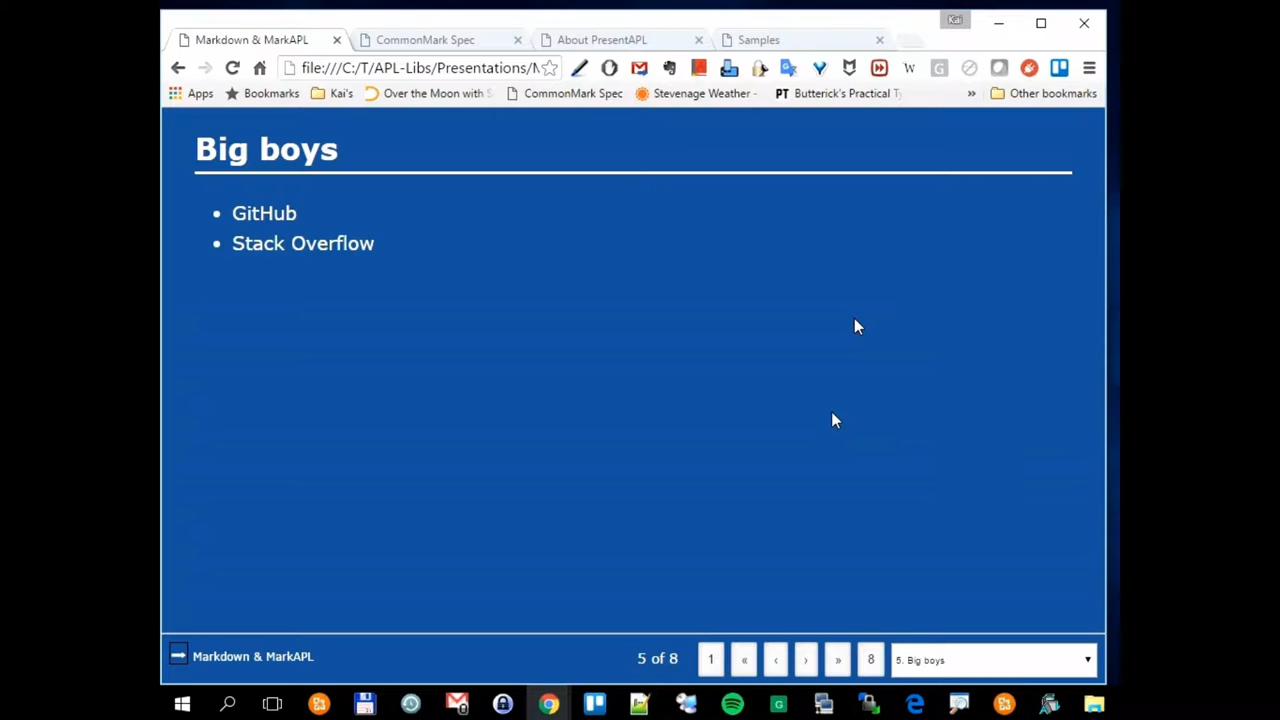 Kai
Markdown & MarkAPL
CommonMark Spec
About PresentAPL
Samples
file:///C:/T/APL-Libs/Presentations/M
W
G
Apps
Bookmarks
Kai's
Over the Moon with S
CommonMark Spec
Stevenage Weather -
PT Butterick's Practical Ty
»
Other bookmarks
Big boys
• GitHub
• Stack Overflow
Markdown & MarkAPL
5 of 8
1
«
‹
›
»
8
5. Big boys
G